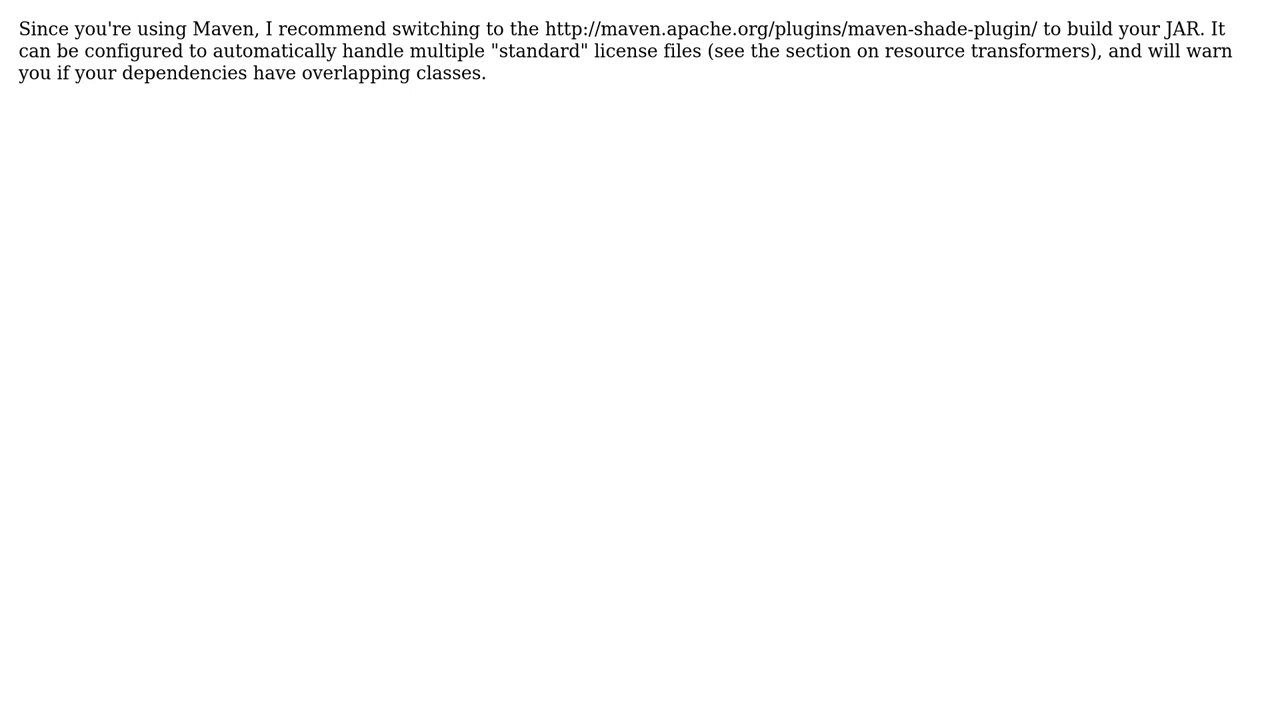 Since you're using Maven, I recommend switching to the http://maven.apache.org/plugins/maven-shade-plugin/ to build your JAR. It
can be configured to automatically handle multiple "standard" license files (see the section on resource transformers), and will warn
you if your dependencies have overlapping classes.